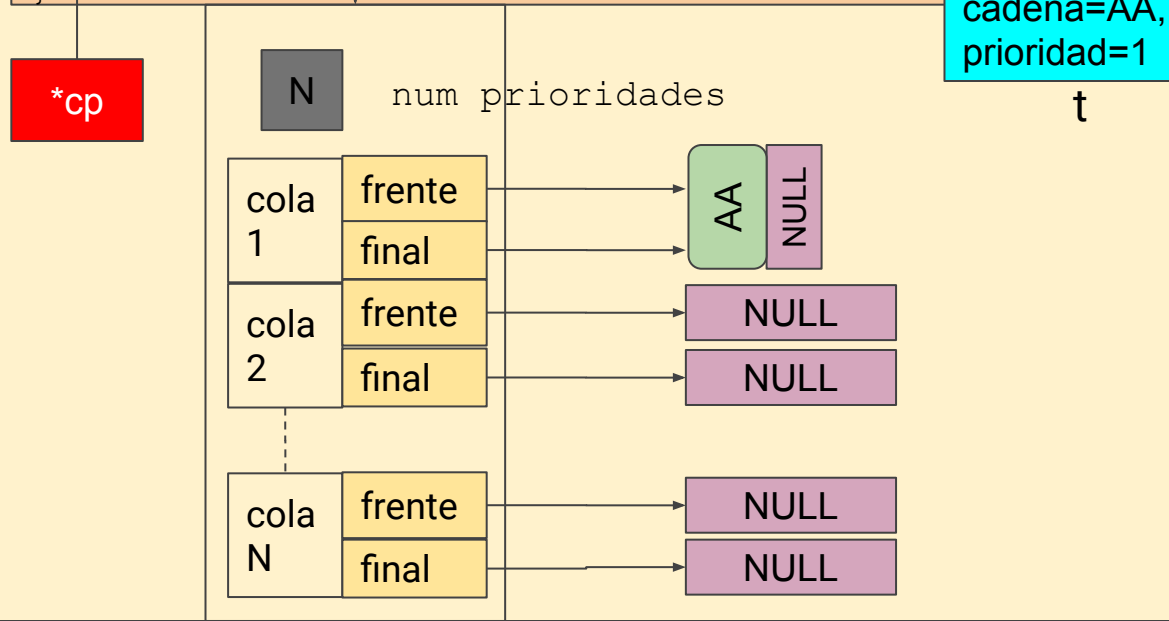 cadena=AA,
prioridad=1
t
*cp
N
num prioridades
cola
1
frente
final
AA
NULL
cola
2
frente
final
NULL
NULL
cola
N
frente
final
NULL
NULL